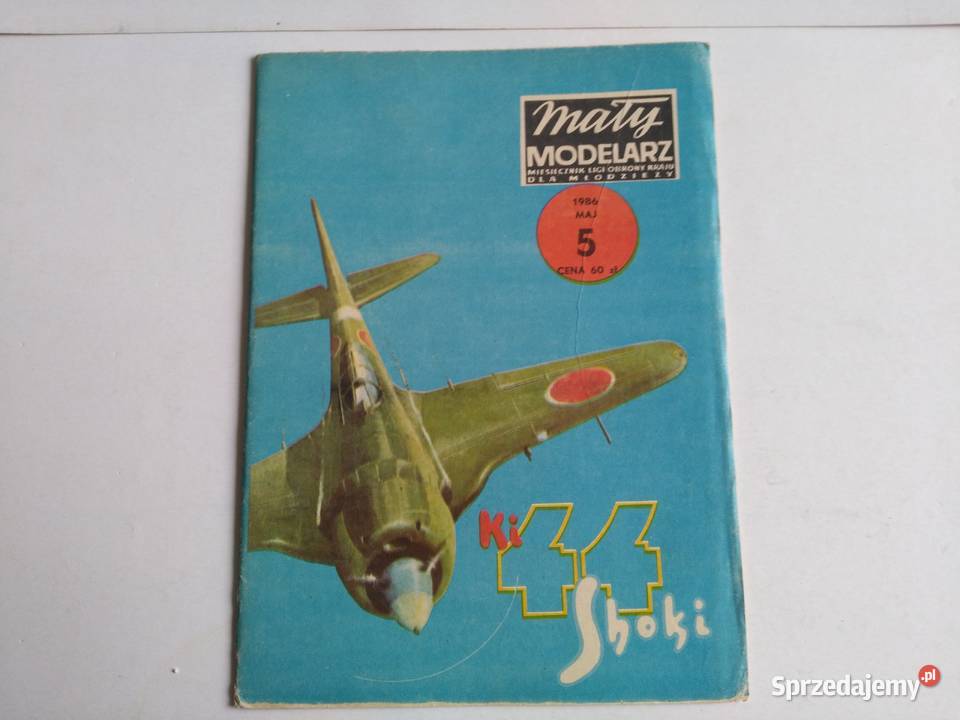 Mały
MODELARZ
MIESIĘCZNIK LIGI OBRONY KRAJU
DLA MŁODZIEŻY
1986
MAJ
5
CENA 60 zł
Ki 44
Shoki
Sprzedajemy.pl